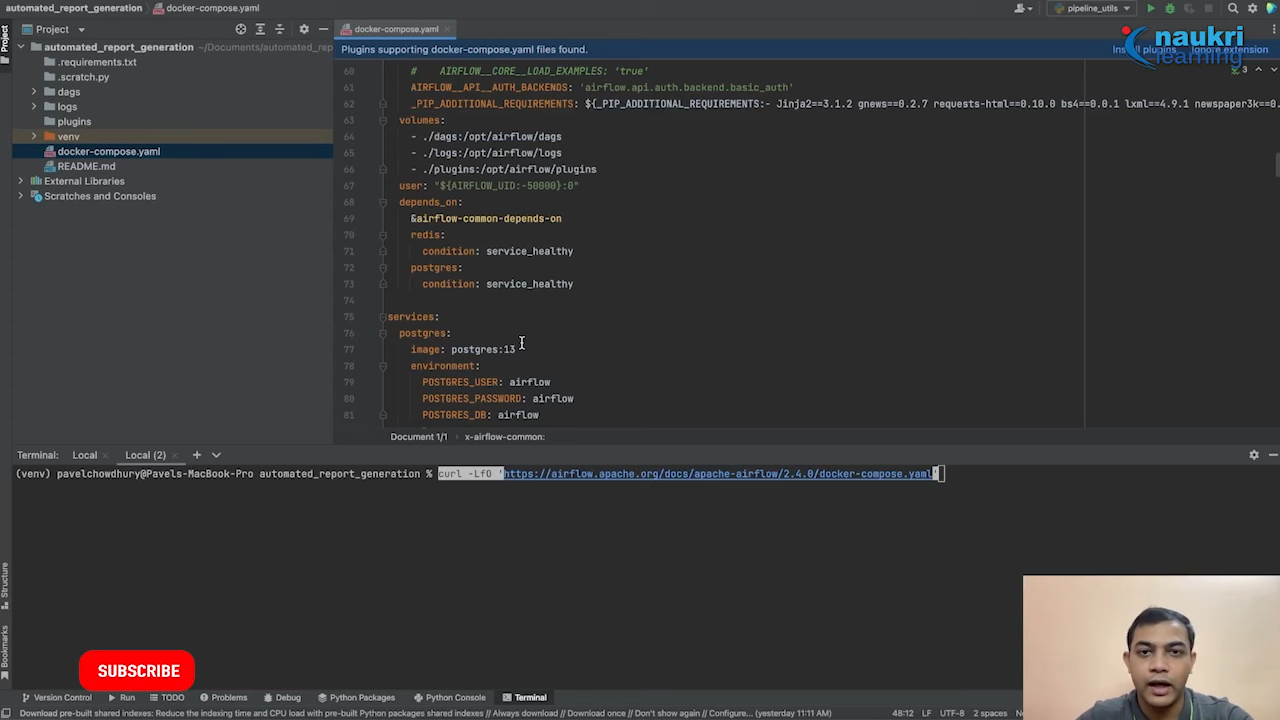 automated_report_generation
docker-compose.yaml
pipeline_utils
Project
docker-compose.yaml
naukri
learning
Plugins supporting docker-compose.yaml files found.
automated_report_generation ~/Documents/automated_rep
.requirements.txt
.scratch.py
dags
logs
plugins
venv
docker-compose.yaml
README.md
External Libraries
Scratches and Consoles
3
60 # AIRFLOW__CORE__LOAD_EXAMPLES: 'true'
61 AIRFLOW__API__AUTH_BACKENDS: 'airflow.api.auth.backend.basic_auth'
62 _PIP_ADDITIONAL_REQUIREMENTS: ${_PIP_ADDITIONAL_REQUIREMENTS:- Jinja2==3.1.2 gnews==0.2.7 requests-html==0.10.0 bs4==0.0.1 lxml==4.9.1 newspaper3k==0.
63 volumes:
64 - ./dags:/opt/airflow/dags
65 - ./logs:/opt/airflow/logs
66 - ./plugins:/opt/airflow/plugins
67 user: "${AIRFLOW_UID:-50000}:0"
68 depends_on:
69 &airflow-common-depends-on
70 redis:
71 condition: service_healthy
72 postgres:
73 condition: service_healthy
74
75 services:
76 postgres:
77 image: postgres:13
78 environment:
79 POSTGRES_USER: airflow
80 POSTGRES_PASSWORD: airflow
81 POSTGRES_DB: airflow
Document 1/1 x-airflow-common:
Terminal: Local Local (2)
(venv) pavelchowdhury@Pavels-MacBook-Pro automated_report_generation % curl -LfO 'https://airflow.apache.org/docs/apache-airflow/2.4.0/docker-compose.yaml'
Structure
Bookmarks
SUBSCRIBE
Version Control Run TODO Problems Debug Python Packages Python Console Terminal
Download pre-built shared indexes: Reduce the indexing time and CPU load with pre-built Python packages shared indexes // Always download // Download once // Don't show again // Configure... (yesterday 11:11 AM) 48:12 LF UTF-8 2 spaces